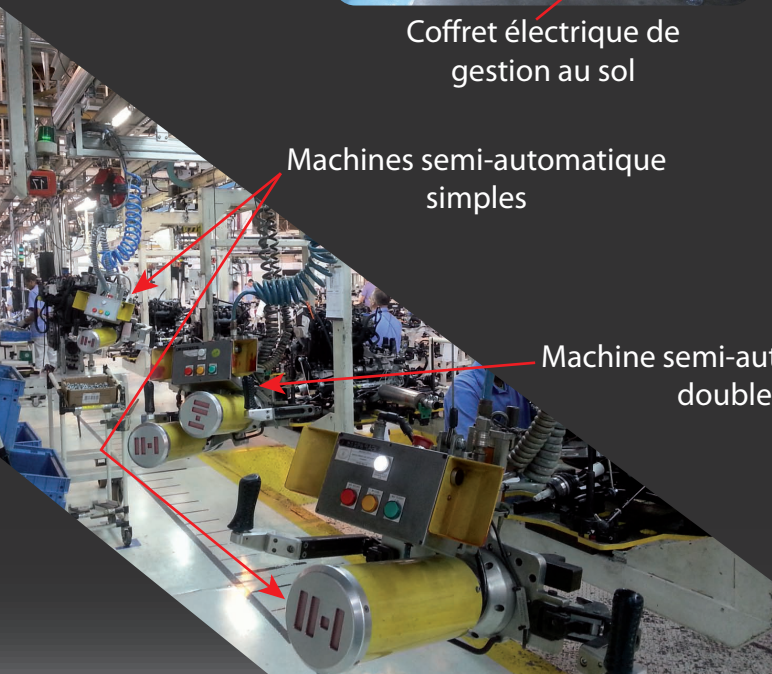 Coffret électrique de
gestion au sol
Machines semi-automatique
simples
Machine semi-aut
double